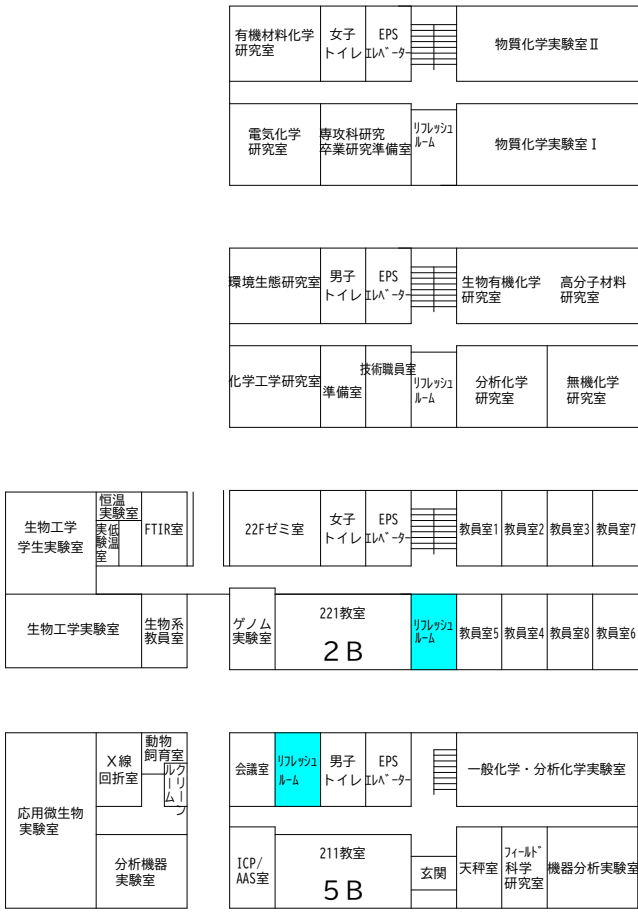 有機材料化学
研究室
女子
トイレ
EPS
エレベーター
物質化学実験室Ⅱ
電気化学
研究室
専攻科研究
卒業研究準備室
リフレッシュ
ルーム
物質化学実験室Ⅰ
環境生態研究室
男子
トイレ
EPS
エレベーター
生物有機化学
研究室
高分子材料
研究室
化学工学研究室
準備室
技術職員室
リフレッシュ
ルーム
分析化学
研究室
無機化学
研究室
生物工学
学生実験室
恒温
実験室
低温
実験室
FTIR室
22Fゼミ室
女子
トイレ
EPS
エレベーター
教員室1
教員室2
教員室3
教員室7
生物工学実験室
生物系
教員室
ゲノム
実験室
221教室
2B
リフレッシュ
ルーム
教員室5
教員室4
教員室8
教員室6
応用微生物
実験室
X線
回折室
動物
飼育室
クリーン
ルーム
会議室
リフレッシュ
ルーム
男子
トイレ
EPS
エレベーター
一般化学・分析化学実験室
分析機器
実験室
ICP/
AAS室
211教室
5B
玄関
天秤室
フィールド
科学
研究室
機器分析実験室